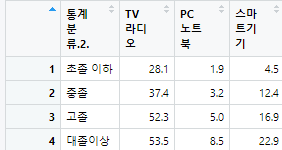 통계 분류.2. TV 라디오 PC 노트북 스마트기기
1 초졸 이하 28.1 1.9 4.5
2 중졸 37.4 3.2 12.4
3 고졸 52.3 5.0 16.9
4 대졸이상 53.5 8.5 22.9